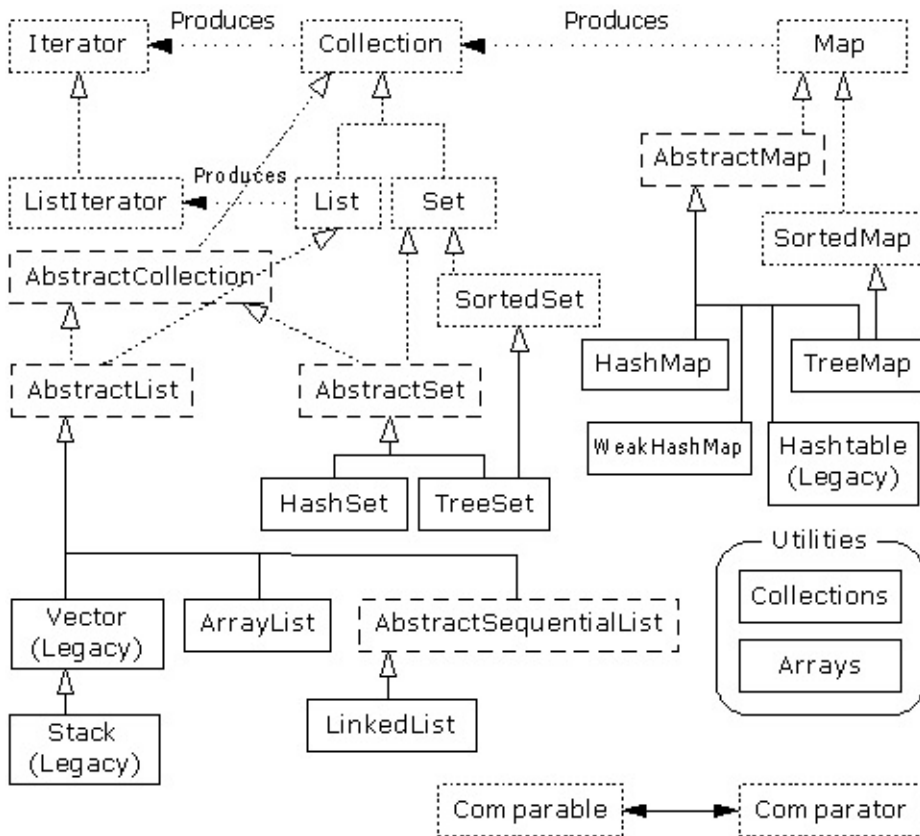 Produces
Produces
Iterator
Collection
Map
AbstractMap
Produces
ListIterator
List
Set
SortedMap
AbstractCollection
SortedSet
HashMap
TreeMap
AbstractList
AbstractSet
WeakHashMap
Hashtable
(Legacy)
HashSet
TreeSet
Utilities
Collections
Vector
(Legacy)
ArrayList
AbstractSequentialList
Arrays
Stack
(Legacy)
LinkedList
Comparable
Comparator